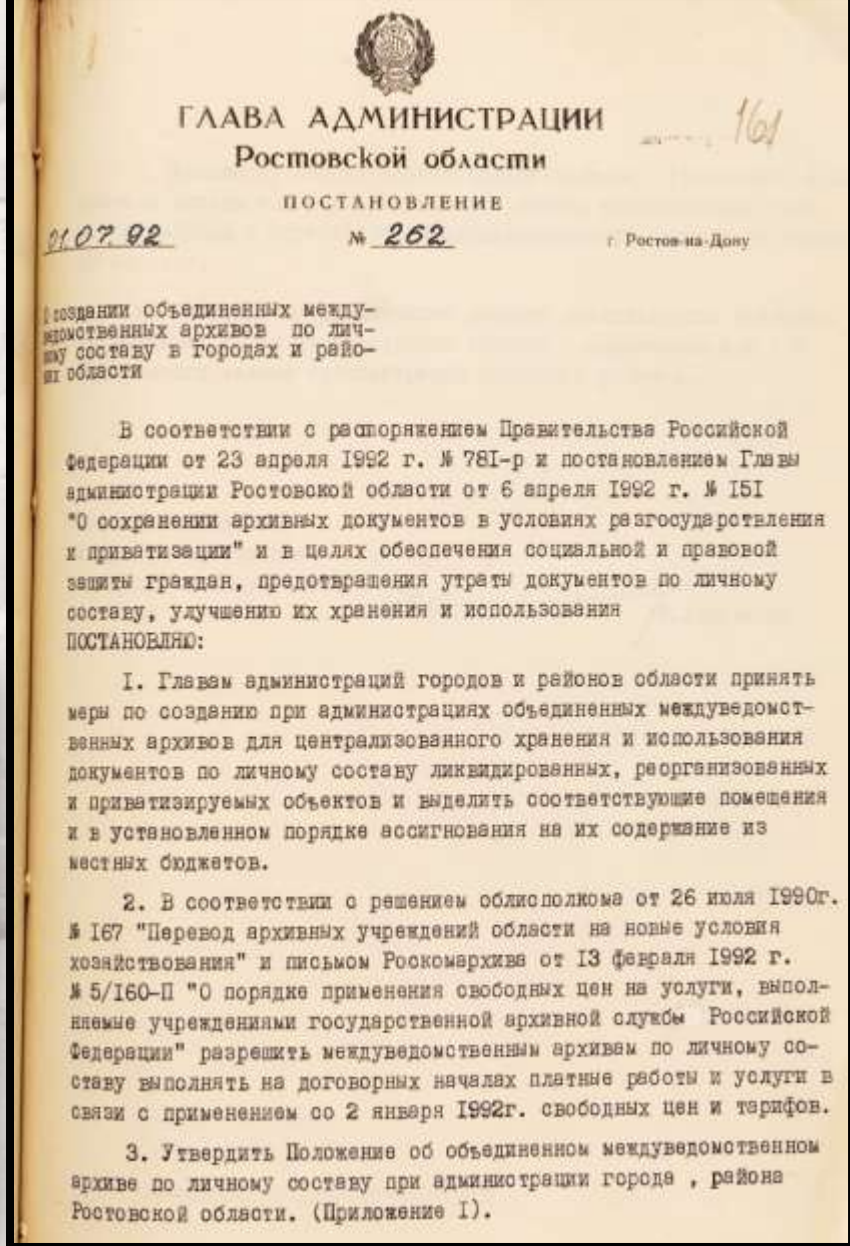 161
ГЛАВА АДМИНИСТРАЦИИ
Ростовской области
ПОСТАНОВЛЕНИЕ
01.07.92 № 262 г. Ростов-на-Дону
О создании объединенных между-
ведомственных архивов по лич-
ному составу в городах и райо-
нах области
В соответствии с распоряжением Правительства Российской
Федерации от 23 апреля 1992 г. № 781-р и постановлением Главы
администрации Ростовской области от 6 апреля 1992 г. № 151
"О сохранении архивных документов в условиях разгосударствления
и приватизации" и в целях обеспечения социальной и правовой
защиты граждан, предотвращения утраты документов по личному
составу, улучшению их хранения и использования
ПОСТАНОВЛЯЮ:
1. Главам администраций городов и районов области принять
меры по созданию при администрациях объединенных междуведомст-
венных архивов для централизованного хранения и использования
документов по личному составу ликвидированных, реорганизованных
и приватизируемых объектов и выделить соответствующие помещения
и в установленном порядке ассигнования на их содержание из
местных бюджетов.
2. В соответствии с решением облисполкома от 26 июля 1990г.
№ 167 "Перевод архивных учреждений области на новые условия
хозяйствования" и письмом Роскомархива от 13 февраля 1992 г.
№ 5/160-П "О порядке применения свободных цен на услуги, выпол-
няемые учреждениями государственной архивной службы Российской
Федерации" разрешить междуведомственным архивам по личному со-
ставу выполнять на договорных началах платные работы и услуги в
связи с применением со 2 января 1992г. свободных цен и тарифов.
3. Утвердить Положение об объединенном междуведомственном
архиве по личному составу при администрации города , района
Ростовской области. (Приложение 1).